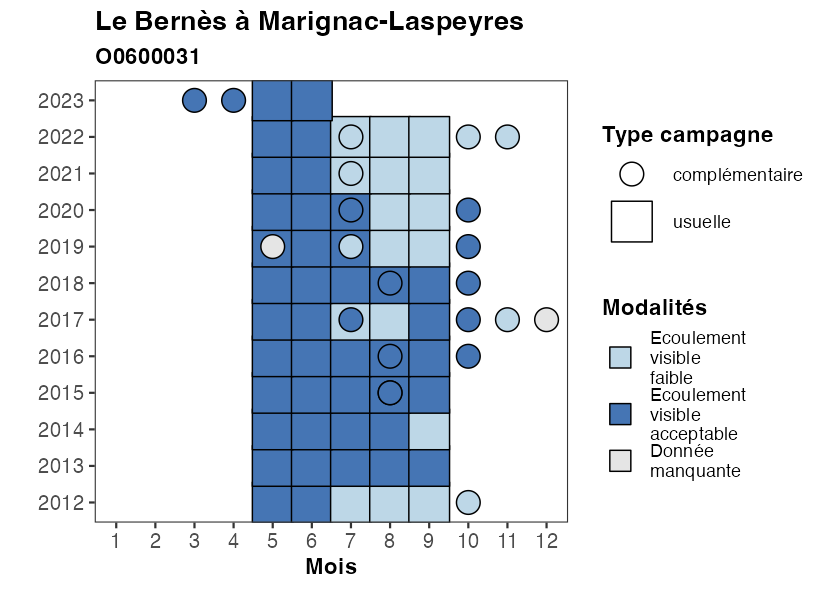 Le Bernès à Marignac-Laspeyres
O0600031
2023
2022
2021
2020
2019
2018
2017
2016
2015
2014
2013
2012
1 2 3 4 5 6 7 8 9 10 11 12
Mois
Type campagne
complémentaire
usuelle
Modalités
Ecoulement
visible
faible
Ecoulement
visible
acceptable
Donnée
manquante